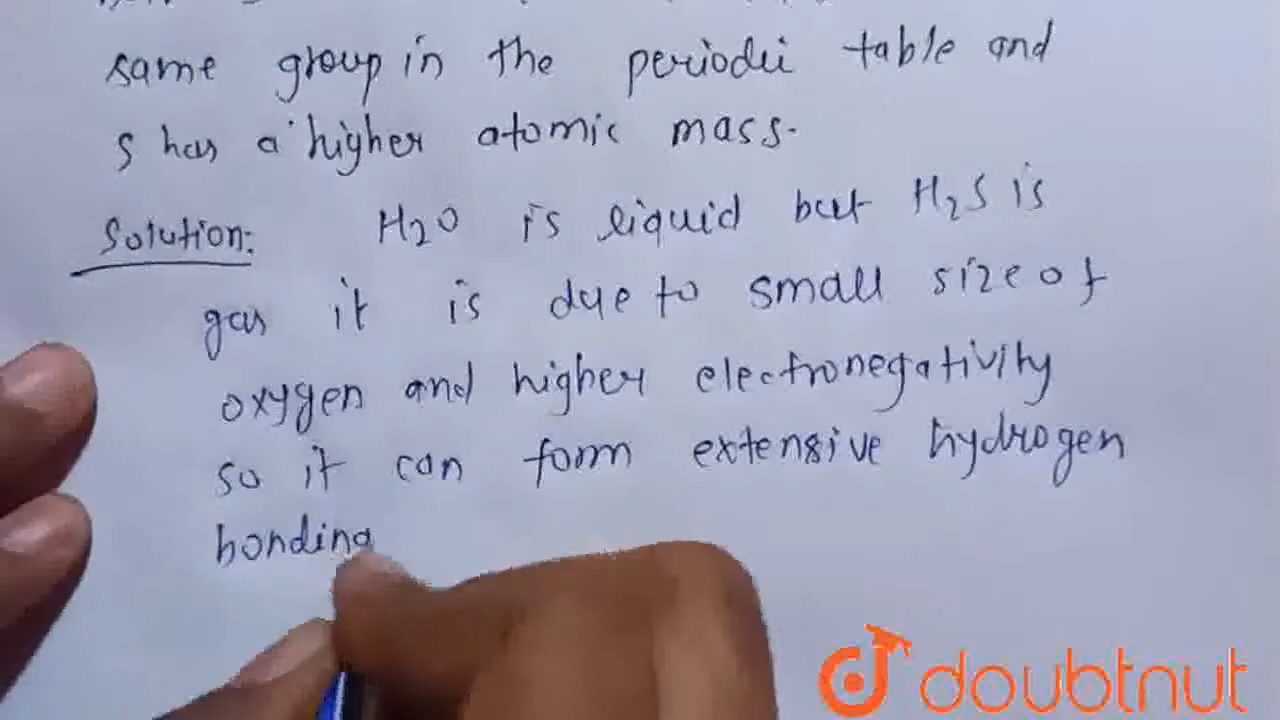 same group in the periodic table and
S has a higher atomic mass.
Solution: H2O is liquid but H2S is
gas it is due to small size of
oxygen and higher electronegativity
so it can form extensive hydrogen
bonding
doubtnut